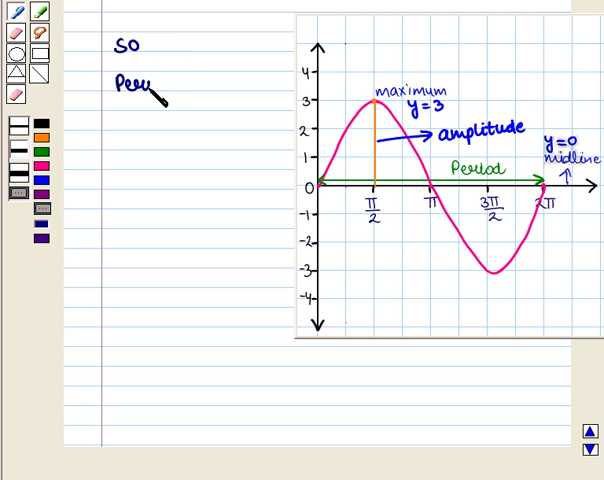 SO
Peri
maximum
y=3
amplitude
y=0
midline
Period
4
3
2
1
0
-1
-2
-3
-4
π/2
π
3π/2
2π